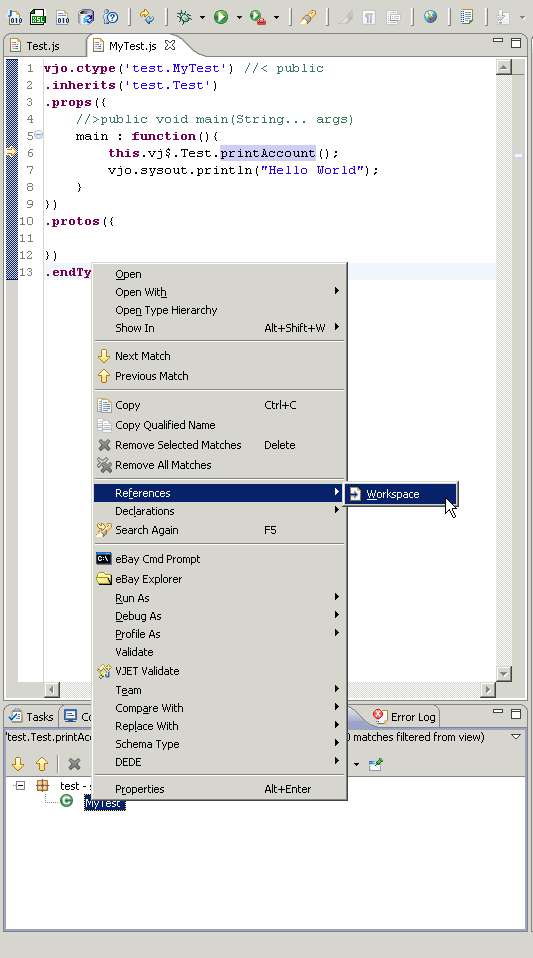 Test.js MyTest.js
1 vjo.ctype('test.MyTest') //< public
2 .inherits('test.Test')
3 .props({
4 //>public void main(String... args)
5 main : function(){
6 this.vj$.Test.printAccount();
7 vjo.sysout.println("Hello World");
8 }
9 })
10 .protos({
11
12 })
13 .endTy
Open
Open With
Open Type Hierarchy
Show In Alt+Shift+W
Next Match
Previous Match
Copy Ctrl+C
Copy Qualified Name
Remove Selected Matches Delete
Remove All Matches
References
Workspace
Declarations
Search Again F5
eBay Cmd Prompt
eBay Explorer
Run As
Debug As
Profile As
Validate
VJET Validate
Team
Compare With
Replace With
Schema Type
DEDE
Properties Alt+Enter
Tasks Co Error Log
'test.Test.printAcc 0 matches filtered from view)
test - s
MyTest